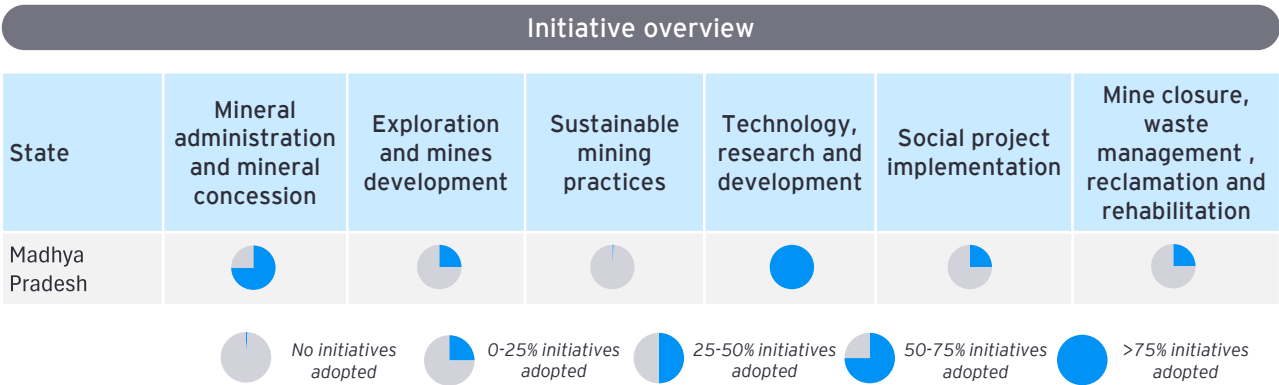 Initiative overview
State
Mineral
administration
and mineral
concession
Exploration
and mines
development
Sustainable
mining
practices
Technology,
research and
development
Social project
implementation
Mine closure,
waste
management ,
reclamation and
rehabilitation
Madhya
Pradesh
No initiatives
adopted
0-25% initiatives
adopted
25-50% initiatives
adopted
50-75% initiatives
adopted
>75% initiatives
adopted